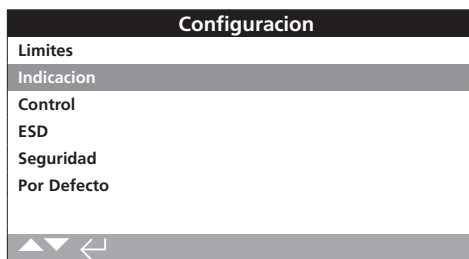 Configuracion
Limites
Indicacion
Control
ESD
Seguridad
Por Defecto